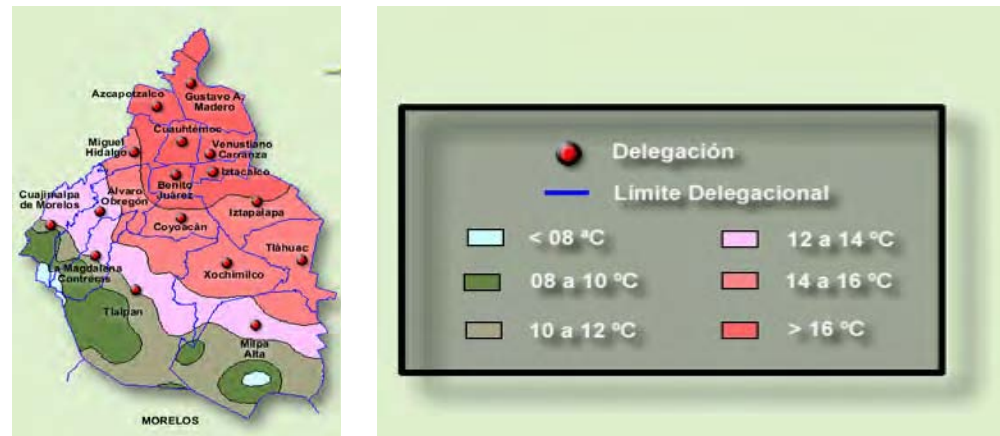 Azcapotzalco
Gustavo A.
Madero
Cuauhtemoc
Miguel
Hidalgo
Venustiano
Carranza
Iztacalco
Cuajimalpa
de Morelos
Alvaro
Obregón
Benito
Juárez
Iztapalapa
Coyoacán
Tláhuac
La Magdalena
Contreras
Xochimilco
Tlalpan
Milpa
Alta
MORELOS
Delegación
Límite Delegacional
< 08 ºC
08 a 10 ºC
10 a 12 ºC
12 a 14 ºC
14 a 16 ºC
> 16 ºC